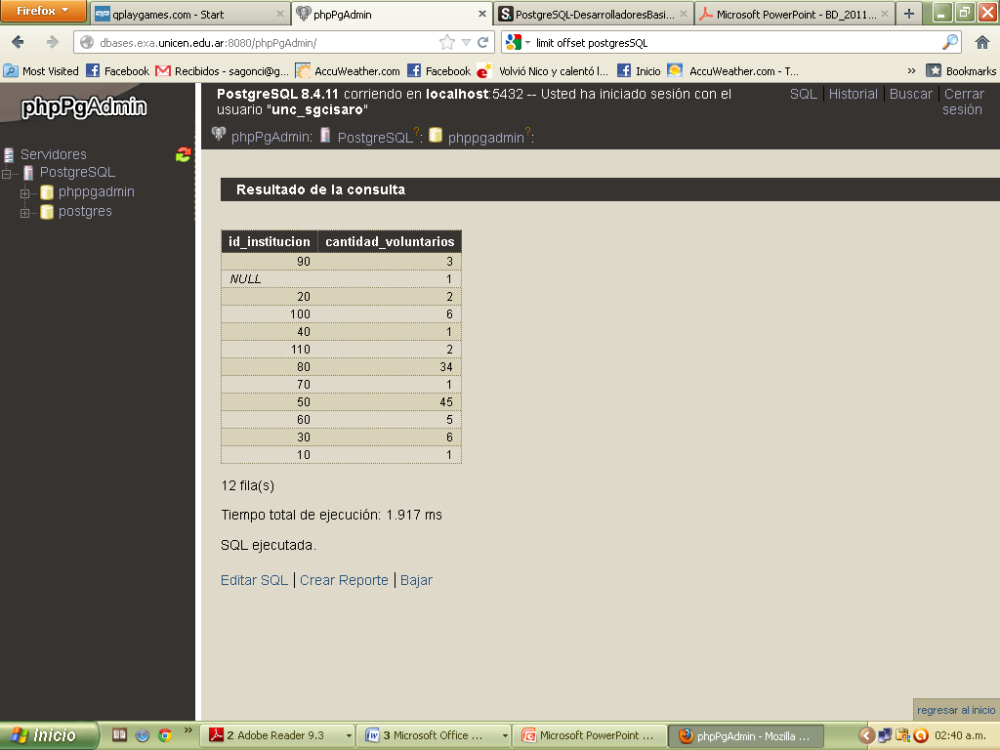 Firefox
qplaygames.com - Start
phpPgAdmin
PostgreSQL-DesarrolladoresBasi...
Microsoft PowerPoint - BD_2011...
dbases.exa.unicen.edu.ar:8080/phpPgAdmin/
limit offset postgresSQL
Most Visited
Facebook
Recibidos - sagonci@g...
AccuWeather.com
Facebook
Volvió Nico y calentó l...
Inicio
AccuWeather.com - T...
»
Bookmarks
phpPgAdmin
Servidores
PostgreSQL
phppgadmin
postgres
PostgreSQL 8.4.11 corriendo en localhost:5432 -- Usted ha iniciado sesión con el
usuario "unc_sgcisaro"
SQL | Historial | Buscar | Cerrar
sesión
phpPgAdmin: PostgreSQL?: phppgadmin?:
Resultado de la consulta
id_institucion cantidad_voluntarios
90 3
NULL 1
20 2
100 6
40 1
110 2
80 34
70 1
50 45
60 5
30 6
10 1
12 fila(s)
Tiempo total de ejecución: 1.917 ms
SQL ejecutada.
Editar SQL | Crear Reporte | Bajar
regresar al inicio
Inicio
»
2 Adobe Reader 9.3
3 Microsoft Office ...
Microsoft PowerPoint ...
phpPgAdmin - Mozilla ...
02:40 a.m.